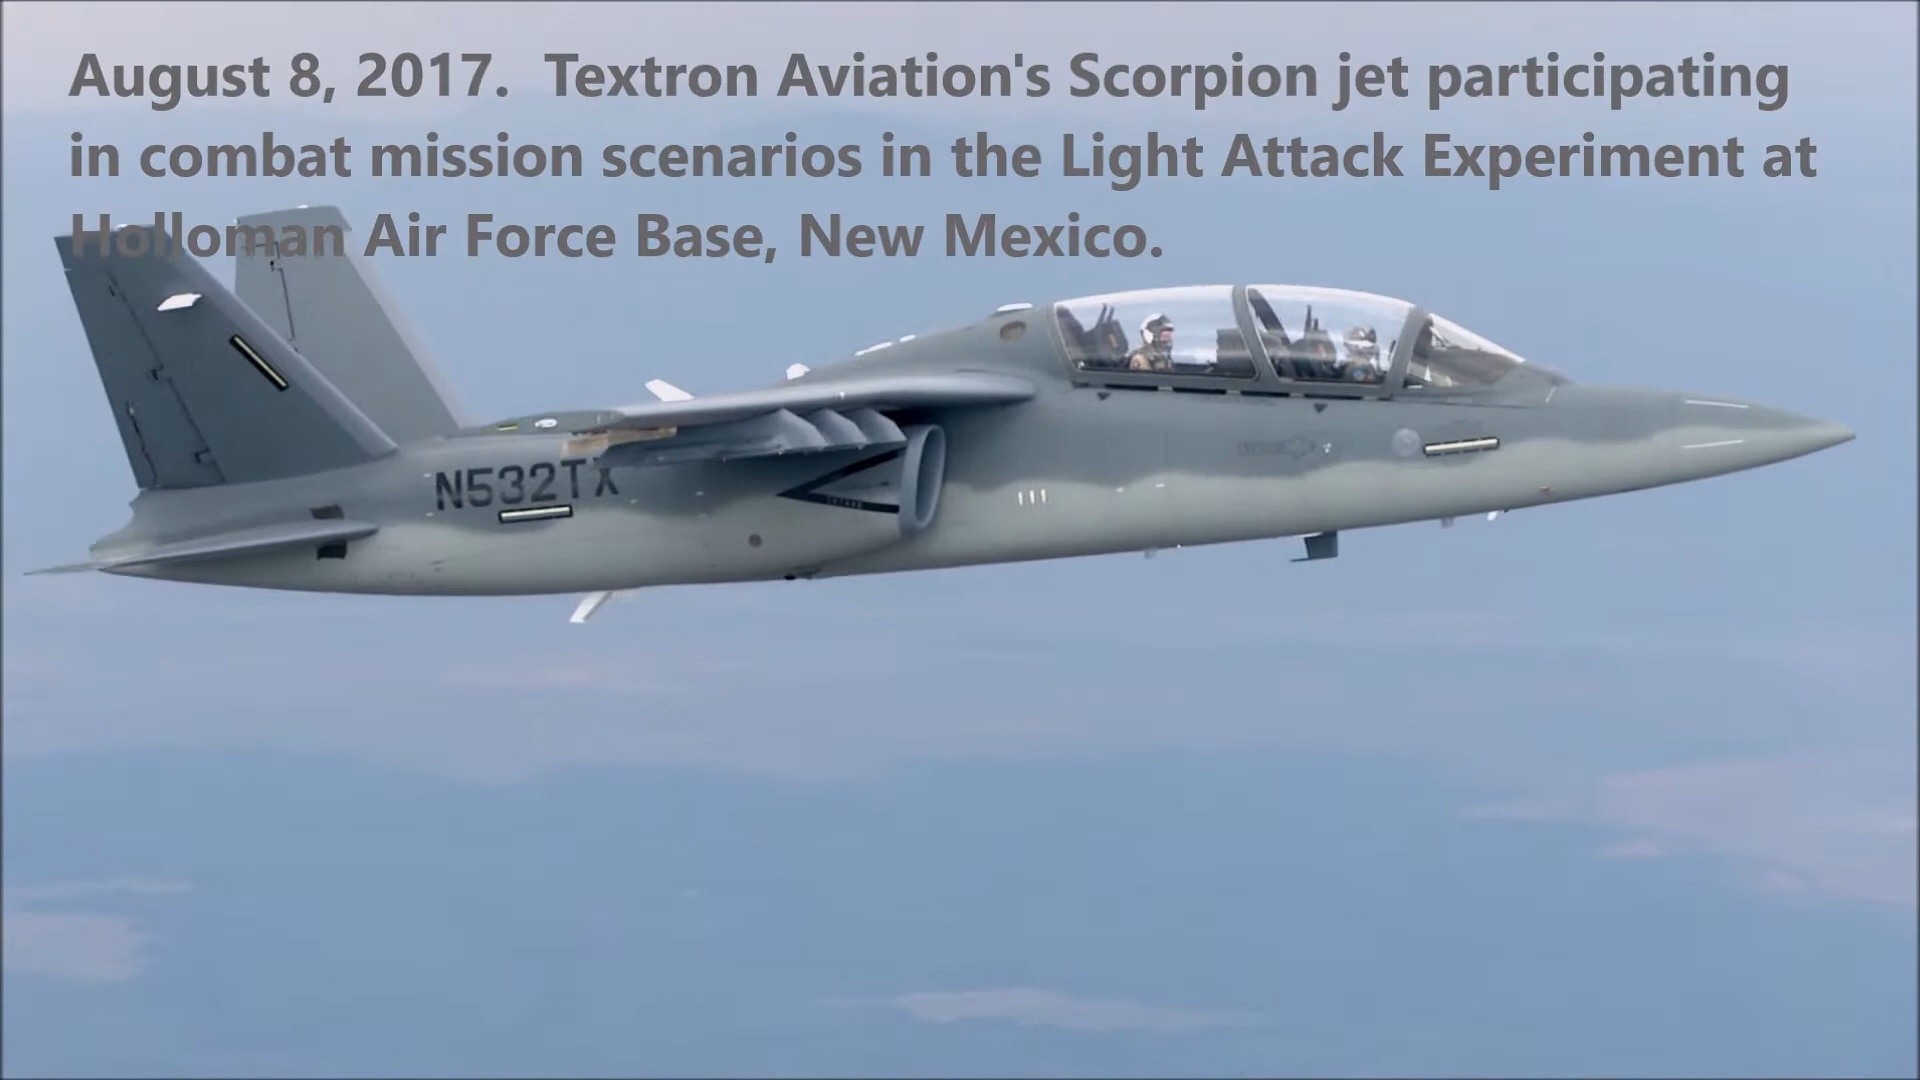 August 8, 2017.  Textron Aviation's Scorpion jet participating
in combat mission scenarios in the Light Attack Experiment at
Holloman Air Force Base, New Mexico.
N532TX